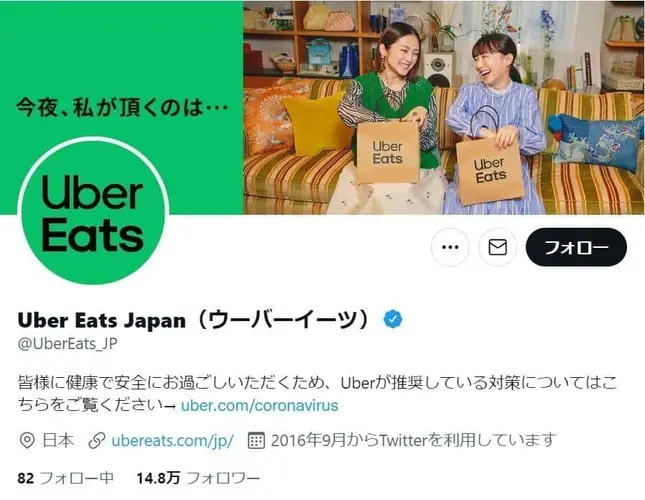 今夜、私が頂くのは…
Uber
Eats
Uber
Eats
Uber
Eats
フォロー
Uber Eats Japan（ウーバーイーツ）
@UberEats_JP
皆様に健康で安全にお過ごしいただくため、Uberが推奨している対策についてはこ
ちらをご覧ください→ uber.com/coronavirus
日本 ubereats.com/jp/ 2016年9月からTwitterを利用しています
82 フォロー中 14.8万 フォロワー